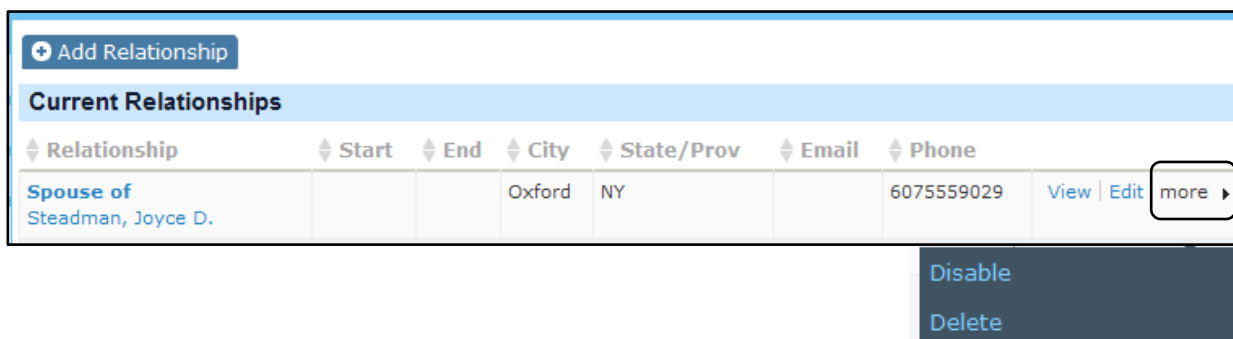 Add Relationship
Current Relationships
Relationship Start End City State/Prov Email Phone
Spouse of Oxford NY 6075559029 View Edit more
Steadman, Joyce D.
Disable
Delete